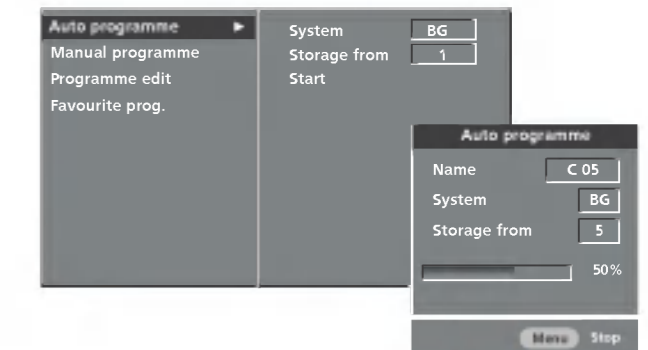 Auto programme ►
Manual programme
Programme edit
Favourite prog.
System BG
Storage from 1
Start
Auto programme
Name C 05
System BG
Storage from 5
50%
Menu Stop